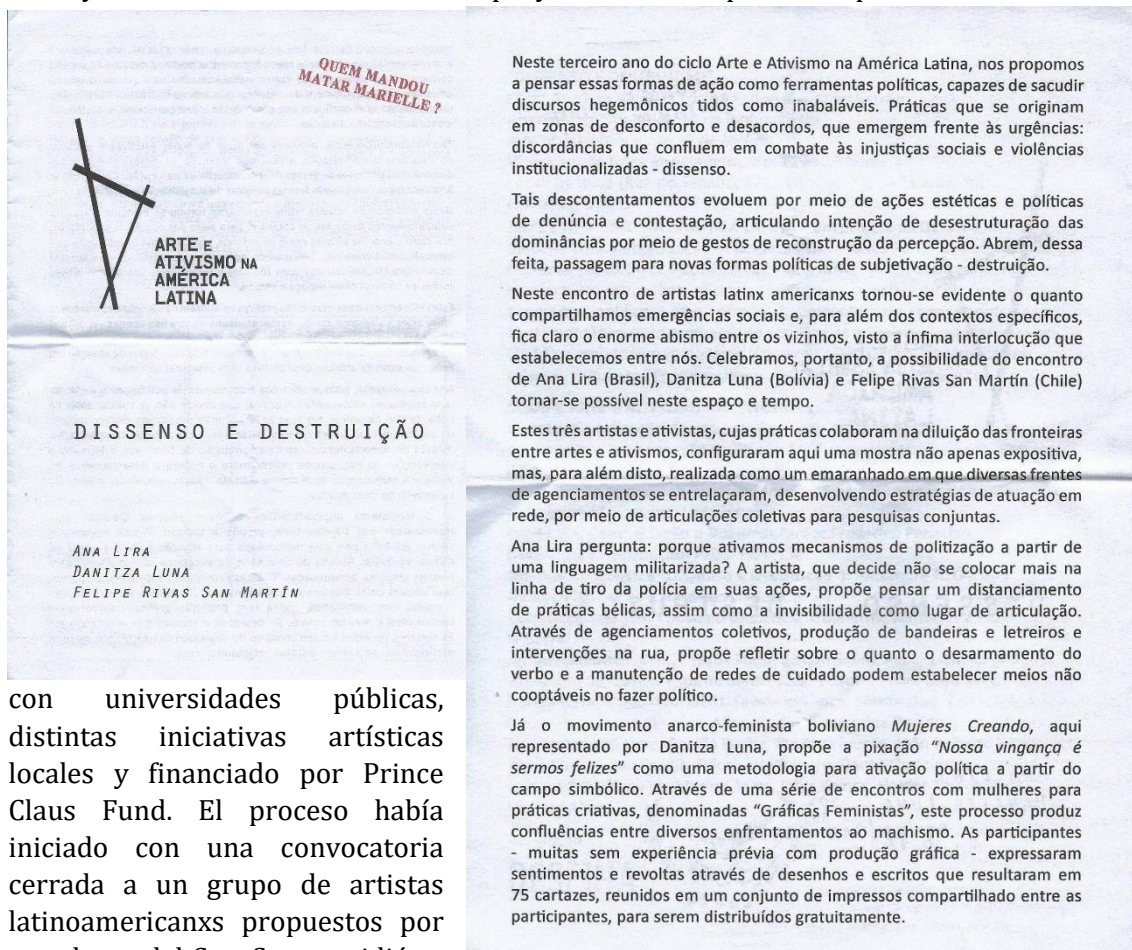 QUEM MANDOU
MATAR MARIELLE ?
ARTE E
ATIVISMO NA
AMÉRICA
LATINA
DISSENSO E DESTRUIÇÃO
ANA LIRA
DANITZA LUNA
FELIPE RIVAS SAN MARTÍN
con universidades públicas,
distintas iniciativas artísticas
locales y financiado por Prince
Claus Fund. El proceso había
iniciado con una convocatoria
cerrada a un grupo de artistas
latinoamericanxs propuestos por
Neste terceiro ano do ciclo Arte e Ativismo na América Latina, nos propomos
a pensar essas formas de ação como ferramentas políticas, capazes de sacudir
discursos hegemônicos tidos como inabaláveis. Práticas que se originam
em zonas de desconforto e desacordos, que emergem frente às urgências:
discordâncias que confluem em combate às injustiças sociais e violências
institucionalizadas - dissenso.
Tais descontentamentos evoluem por meio de ações estéticas e políticas
de denúncia e contestação, articulando intenção de desestruturação das
dominâncias por meio de gestos de reconstrução da percepção. Abrem, dessa
feita, passagem para novas formas políticas de subjetivação - destruição.
Neste encontro de artistas latinx americanxs tornou-se evidente o quanto
compartilhamos emergências sociais e, para além dos contextos específicos,
fica claro o enorme abismo entre os vizinhos, visto a ínfima interlocução que
estabelecemos entre nós. Celebramos, portanto, a possibilidade do encontro
de Ana Lira (Brasil), Danitza Luna (Bolívia) e Felipe Rivas San Martín (Chile)
tornar-se possível neste espaço e tempo.
Estes três artistas e ativistas, cujas práticas colaboram na diluição das fronteiras
entre artes e ativismos, configuraram aqui uma mostra não apenas expositiva,
mas, para além disto, realizada como um emaranhado em que diversas frentes
de agenciamentos se entrelaçaram, desenvolvendo estratégias de atuação em
rede, por meio de articulações coletivas para pesquisas conjuntas.
Ana Lira pergunta: porque ativamos mecanismos de politização a partir de
uma linguagem militarizada? A artista, que decide não se colocar mais na
linha de tiro da polícia em suas ações, propõe pensar um distanciamento
de práticas bélicas, assim como a invisibilidade como lugar de articulação.
Através de agenciamentos coletivos, produção de bandeiras e letreiros e
intervenções na rua, propõe refletir sobre o quanto o desarmamento do
verbo e a manutenção de redes de cuidado podem estabelecer meios não
cooptáveis no fazer político.
Já o movimento anarco-feminista boliviano Mujeres Creando, aqui
representado por Danitza Luna, propõe a pixação “Nossa vingança é
sermos felizes” como uma metodologia para ativação política a partir do
campo simbólico. Através de uma série de encontros com mulheres para
práticas criativas, denominadas “Gráficas Feministas”, este processo produz
confluências entre diversos enfrentamentos ao machismo. As participantes
- muitas sem experiência prévia com produção gráfica - expressaram
sentimentos e revoltas através de desenhos e escritos que resultaram em
75 cartazes, reunidos em um conjunto de impressos compartilhado entre as
participantes, para serem distribuídos gratuitamente.